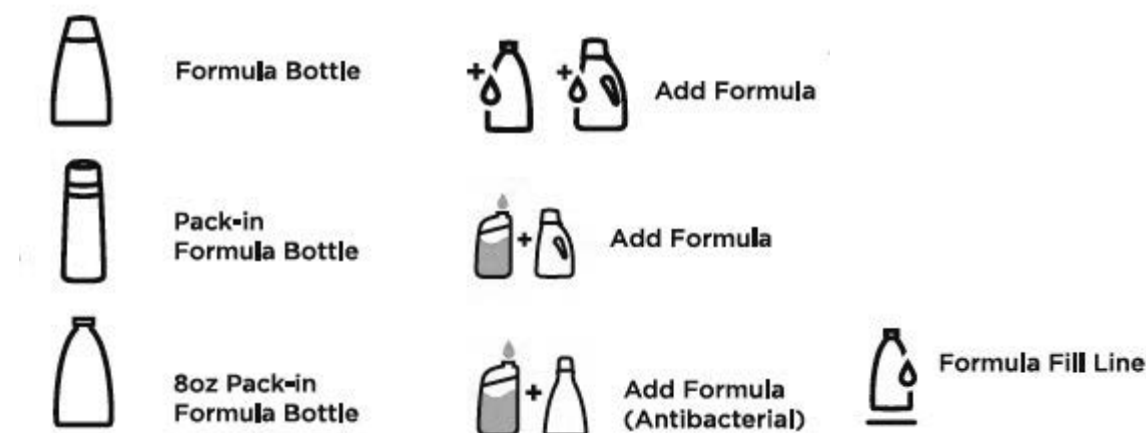 Formula Bottle
Add Formula
Pack-in
Formula Bottle
Add Formula
8oz Pack-in
Formula Bottle
Add Formula
(Antibacterial)
Formula Fill Line